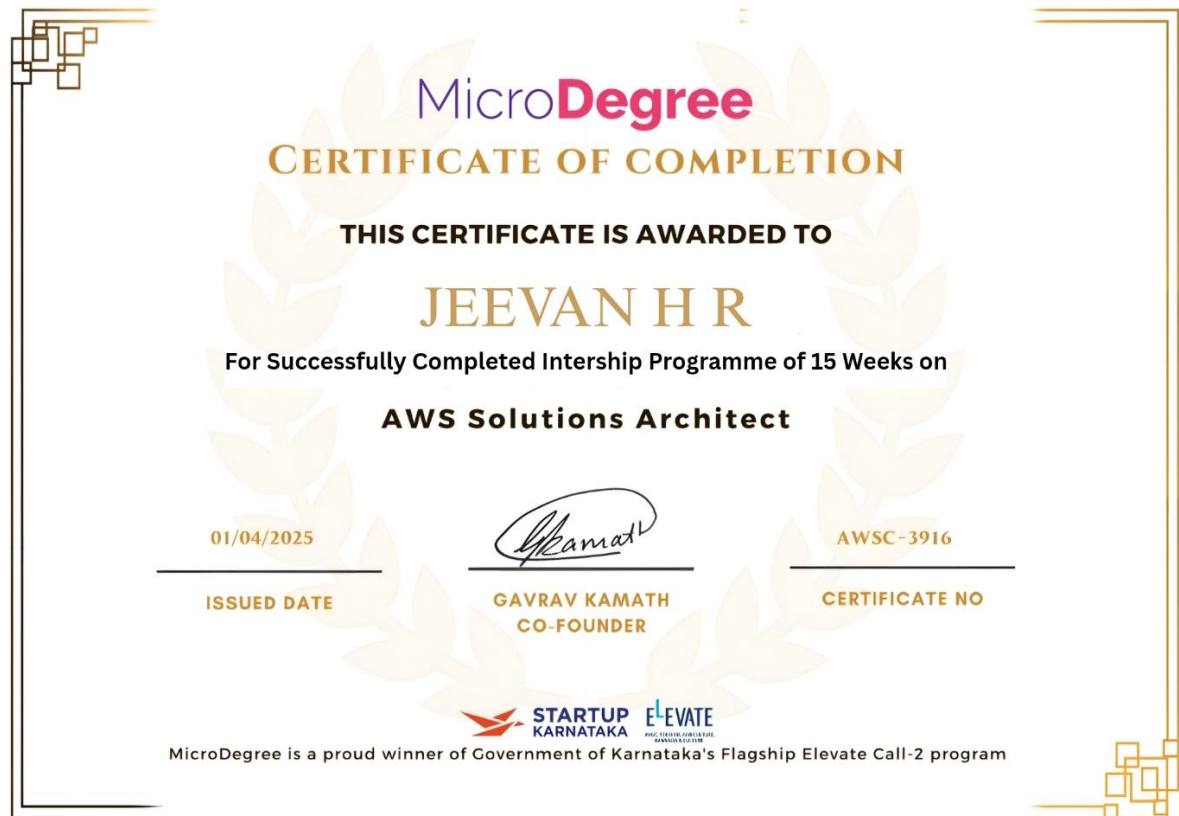 MicroDegree
CERTIFICATE OF COMPLETION
THIS CERTIFICATE IS AWARDED TO
JEEVAN H R
For Successfully Completed Intership Programme of 15 Weeks on
AWS Solutions Architect
01/04/2025
Gkamath
AWSC-3916
ISSUED DATE
GAVRAV KAMATH
CO-FOUNDER
CERTIFICATE NO
STARTUP
KARNATAKA
ELEVATE
MicroDegree is a proud winner of Government of Karnataka's Flagship Elevate Call-2 program